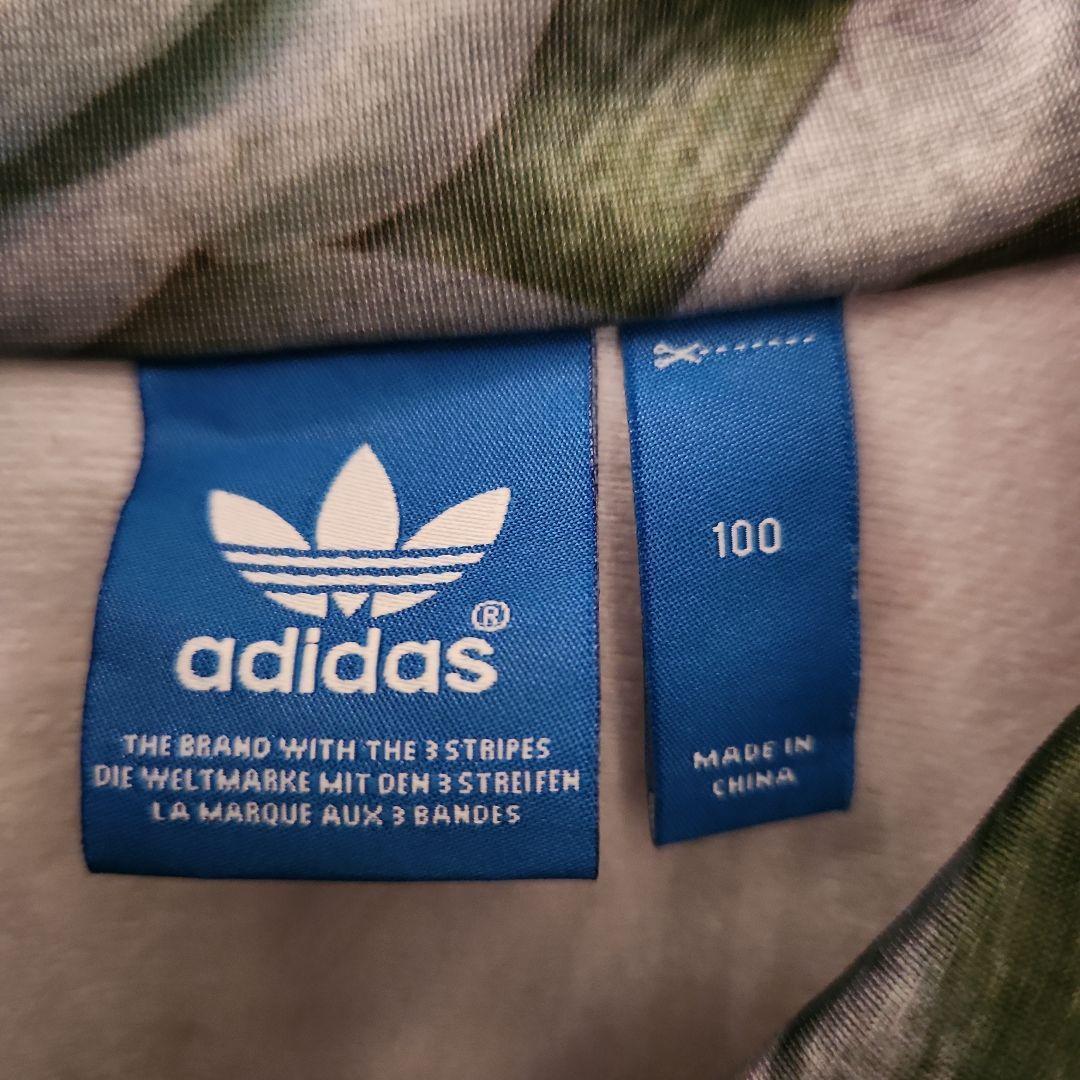 adidas®
THE BRAND WITH THE 3 STRIPES
DIE WELTMARKE MIT DEN 3 STREIFEN
LA MARQUE AUX 3 BANDES
100
MADE IN
CHINA